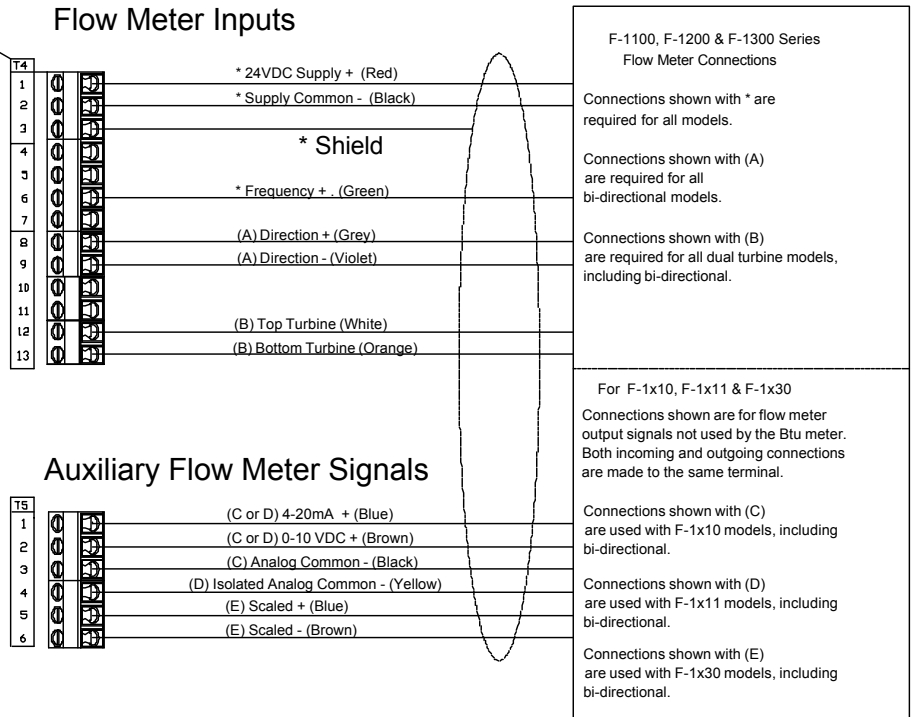 Flow Meter Inputs
T4
1
2
3
4
5
6
7
8
9
10
11
12
13
* 24VDC Supply + (Red)
* Supply Common - (Black)
* Shield
* Frequency + . (Green)
(A) Direction + (Grey)
(A) Direction - (Violet)
(B) Top Turbine (White)
(B) Bottom Turbine (Orange)
F-1100, F-1200 & F-1300 Series
Flow Meter Connections
Connections shown with * are
required for all models.
Connections shown with (A)
are required for all
bi-directional models.
Connections shown with (B)
are required for all dual turbine models,
including bi-directional.
Auxiliary Flow Meter Signals
T5
1
2
3
4
5
6
(C or D) 4-20mA + (Blue)
(C or D) 0-10 VDC + (Brown)
(C) Analog Common - (Black)
(D) Isolated Analog Common - (Yellow)
(E) Scaled + (Blue)
(E) Scaled - (Brown)
For F-1x10, F-1x11 & F-1x30
Connections shown are for flow meter
output signals not used by the Btu meter.
Both incoming and outgoing connections
are made to the same terminal.
Connections shown with (C)
are used with F-1x10 models, including
bi-directional.
Connections shown with (D)
are used with F-1x11 models, including
bi-directional.
Connections shown with (E)
are used with F-1x30 models, including
bi-directional.